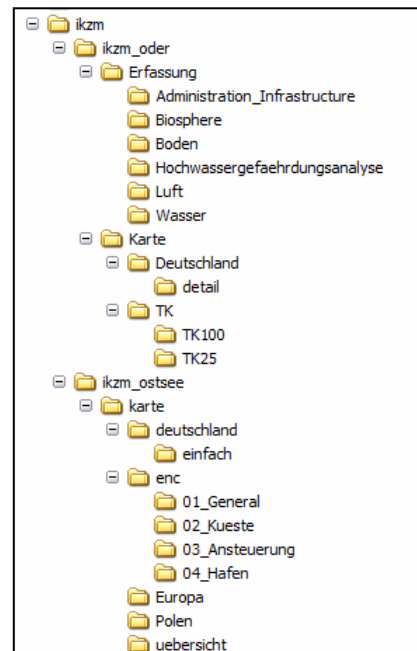 ikzm
ikzm_oder
Erfassung
Administration_Infrastructure
Biosphere
Boden
Hochwassergefaehrdungsanalyse
Luft
Wasser
Karte
Deutschland
detail
TK
TK100
TK25
ikzm_ostsee
karte
deutschland
einfach
enc
01_General
02_Kueste
03_Ansteuerung
04_Hafen
Europa
Polen
uebersicht